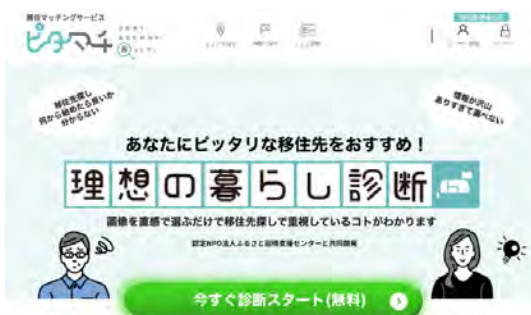 移住マッチングサービス
ピタマチ
移住先探し
何から始めたら良いか
分からない
情報が沢山
ありすぎて選べない
あなたにピッタリな移住先をおすすめ！
理想の暮らし診断
画像を直感で選ぶだけで移住先探しで重視しているコトがわかります
認定NPO法人ふるさと回帰支援センターと共同開発
今すぐ診断スタート(無料)